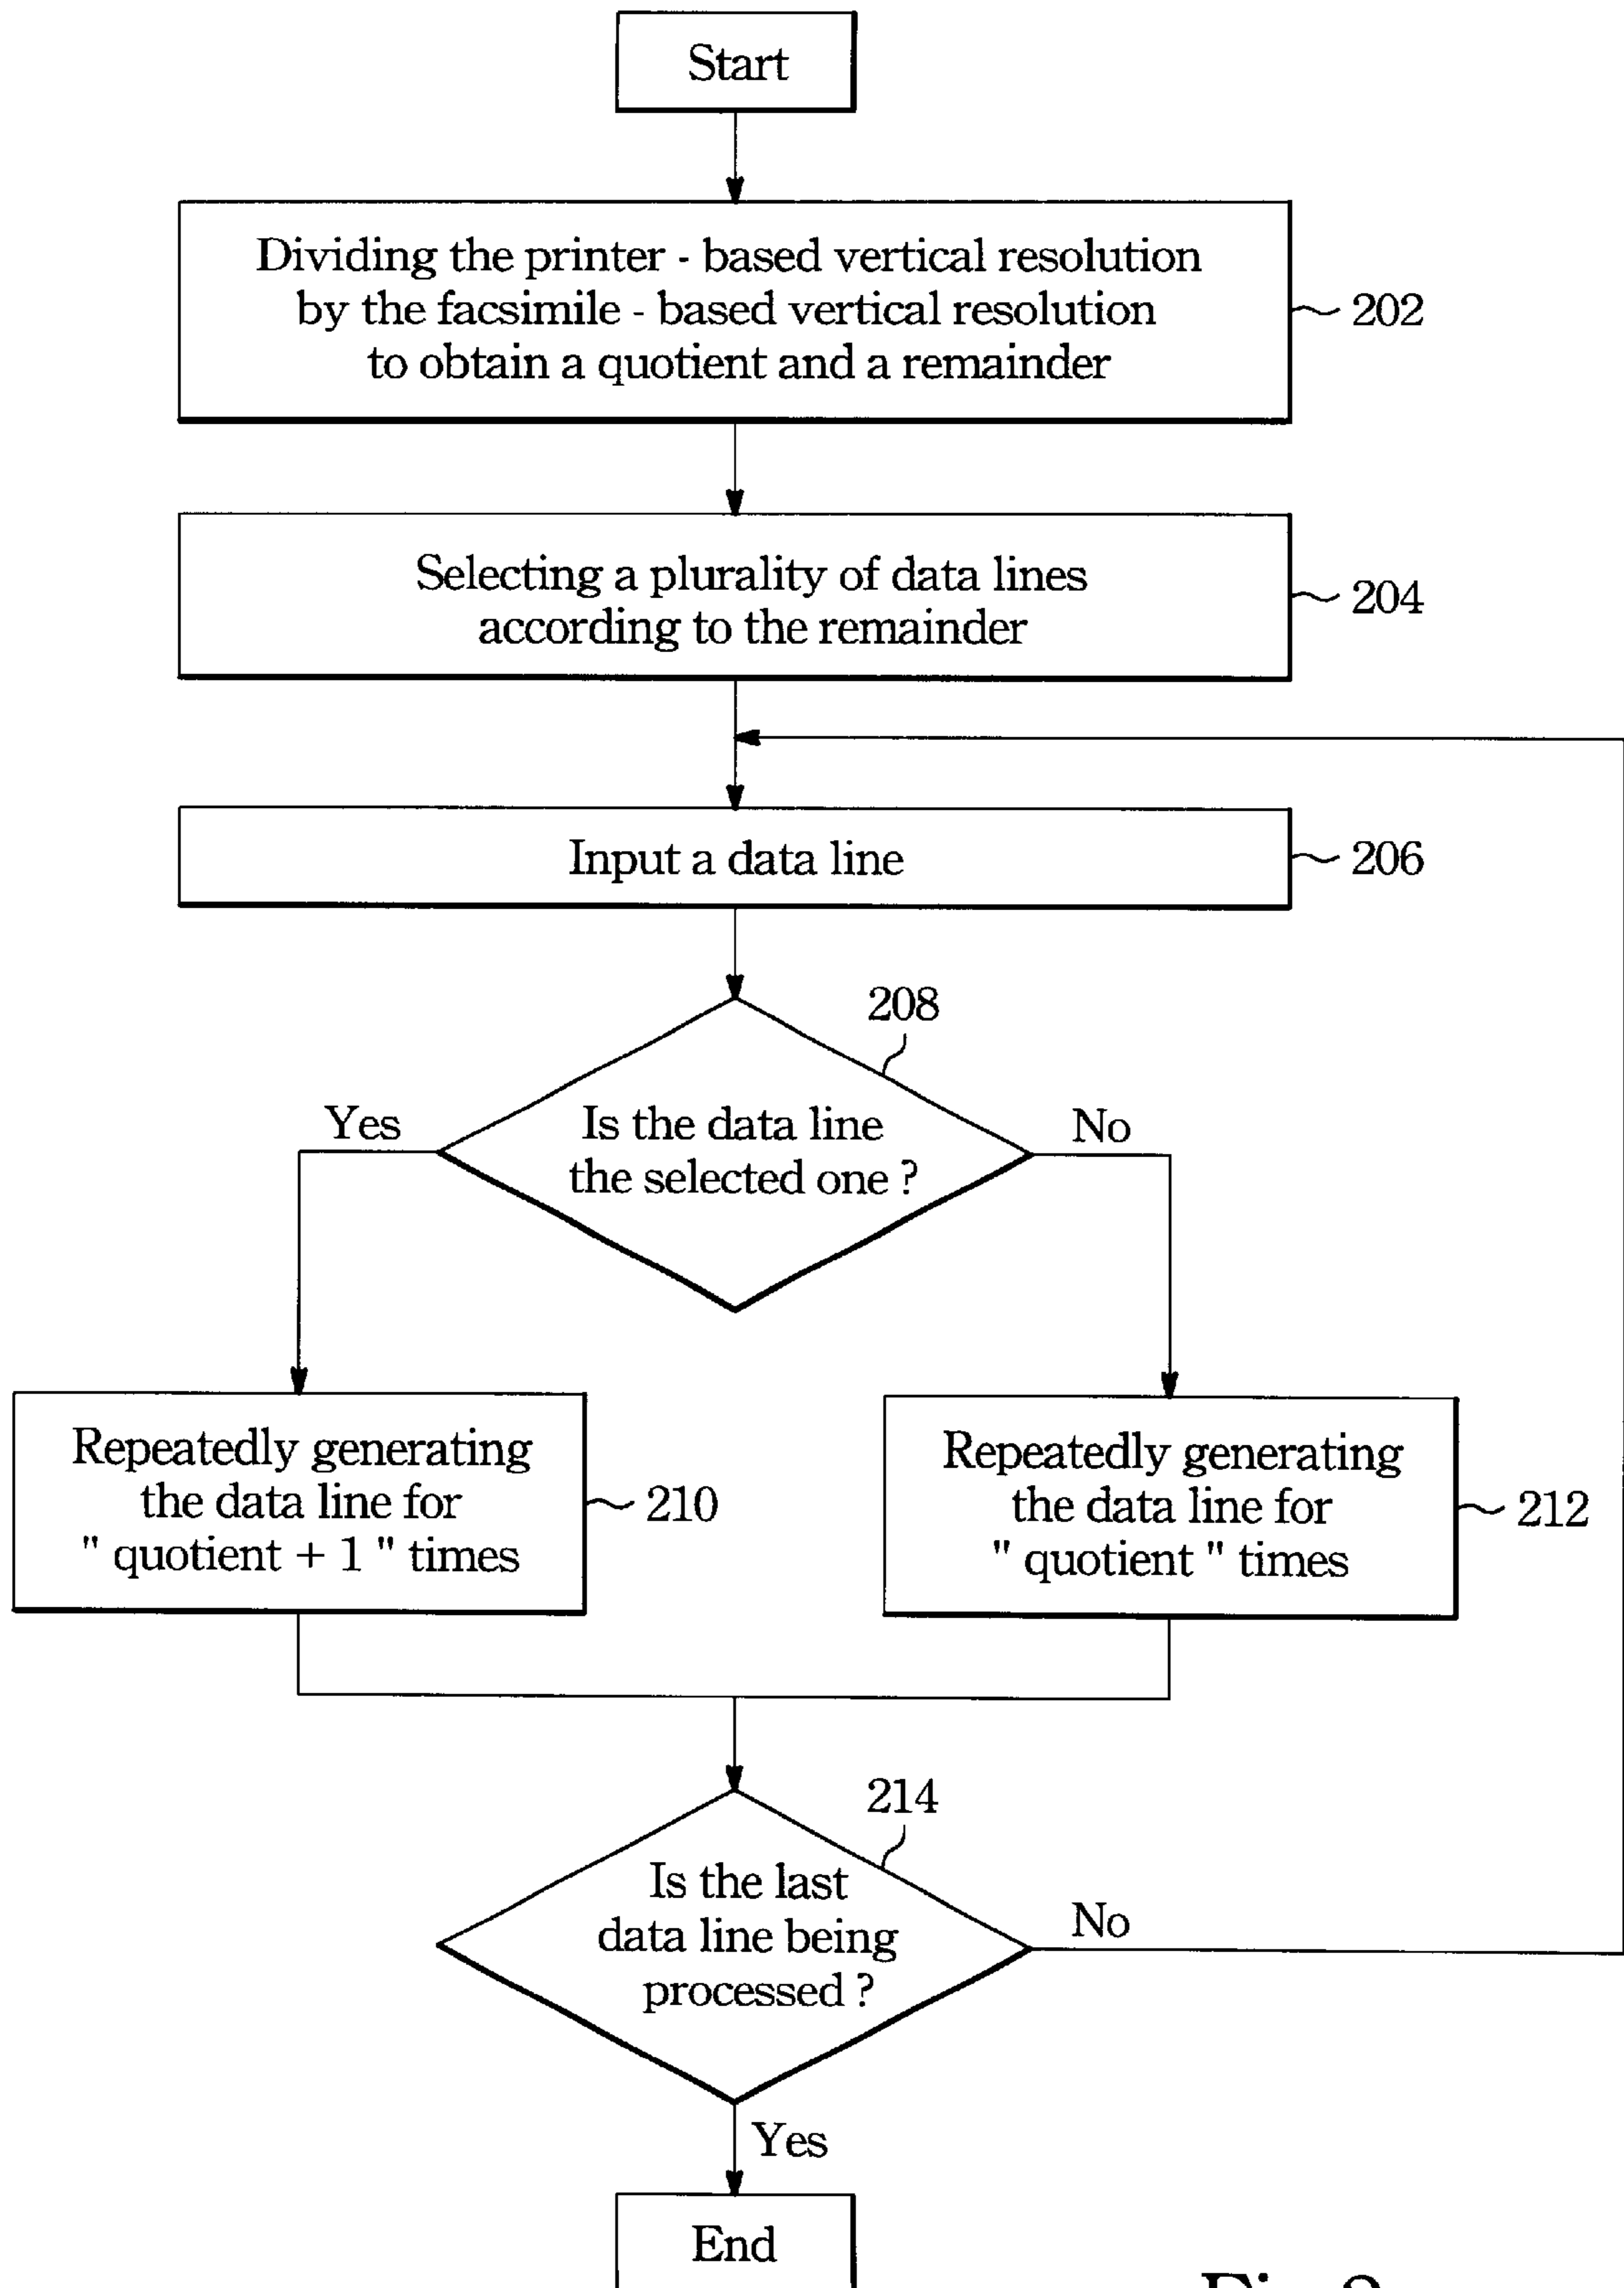 Start
Dividing the printer - based vertical resolution
by the facsimile - based vertical resolution
to obtain a quotient and a remainder
202
Selecting a plurality of data lines
according to the remainder
204
Input a data line
206
208
Is the data line
the selected one ?
Yes
No
Repeatedly generating
the data line for
" quotient + 1 " times
210
Repeatedly generating
the data line for
" quotient " times
212
214
Is the last
data line being
processed ?
No
Yes
End